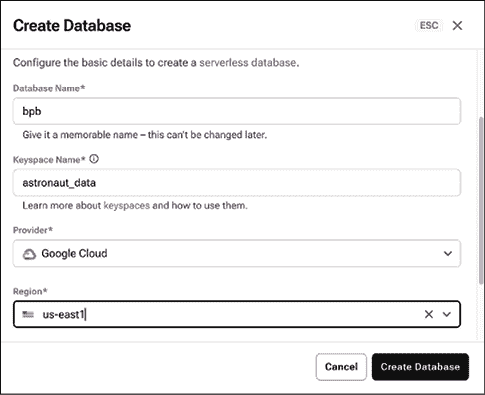 Create Database
ESC
Configure the basic details to create a serverless database.
Database Name*
bpb
Give it a memorable name – this can't be changed later.
Keyspace Name*
astronaut_data
Learn more about keyspaces and how to use them.
Provider*
Google Cloud
Region*
us-east1
Cancel
Create Database